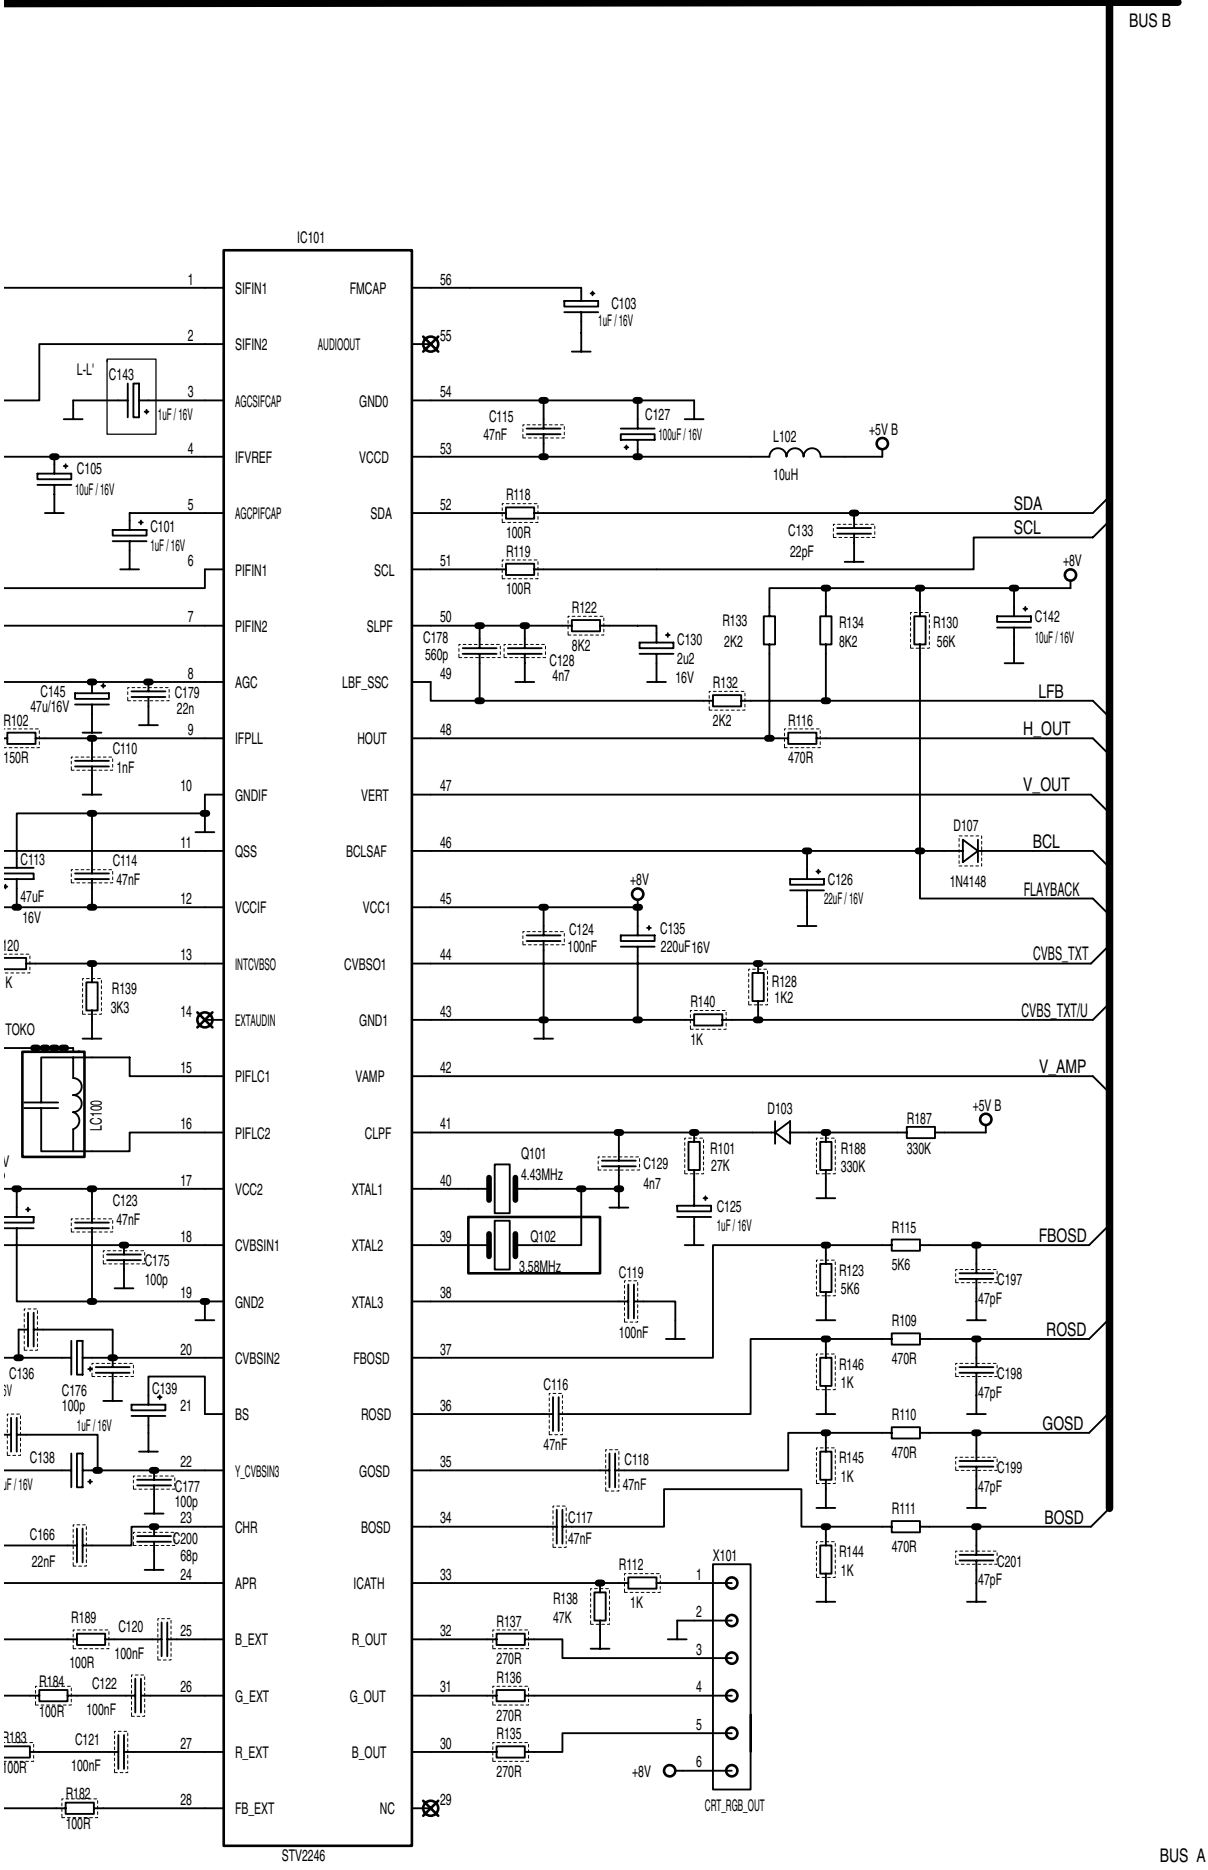 BUS B
IC101
1
SIFIN1
FMCAP
56
C103
1uF / 16V
2
SIFIN2
AUDIOOUT
55
L-L'
C143
1uF / 16V
3
AGCSIFCAP
GND0
54
C115
47nF
C127
100uF / 16V
4
IFVREF
VCCD
53
L102
10uH
+5V B
C105
10uF / 16V
5
AGCPIFCAP
SDA
52
R118
100R
C133
22pF
SDA
SCL
C101
1uF / 16V
6
PIFIN1
SCL
51
R119
100R
+8V
7
PIFIN2
SLPF
50
C178
560p
C128
4n7
R122
8K2
C130
2u2
16V
R133
2K2
R134
8K2
R130
56K
C142
10uF / 16V
8
AGC
LBF_SSC
49
R132
2K2
LFB
C145
47u/16V
C179
22n
R102
150R
9
IFPLL
HOUT
48
R116
470R
H_OUT
C110
1nF
10
GNDIF
VERT
47
V_OUT
11
QSS
BCLSAF
46
D107
1N4148
BCL
C113
47uF
16V
C114
47nF
C126
22uF / 16V
FLAYBACK
12
VCCIF
VCC1
45
+8V
C124
100nF
C135
220uF 16V
120
K
13
INTCVBSO
CVBSO1
44
CVBS_TXT
R139
3K3
R128
1K2
14
EXTAUDIN
GND1
43
R140
1K
CVBS_TXT/U
TOKO
LC100
15
PIFLC1
VAMP
42
V_AMP
16
PIFLC2
CLPF
41
D103
R187
330K
+5V B
R101
27K
R188
330K
C129
4n7
C125
1uF / 16V
V
17
VCC2
XTAL1
40
Q101
4.43MHz
C123
47nF
18
CVBSIN1
XTAL2
39
Q102
3.58MHz
C175
100p
R115
5K6
FBOSD
R123
5K6
C197
47pF
19
GND2
XTAL3
38
C119
100nF
R109
470R
ROSD
20
CVBSIN2
FBOSD
37
C136
6V
C176
100p
R146
1K
C198
47pF
C139
1uF / 16V
21
BS
ROSD
36
C116
47nF
R110
470R
GOSD
C138
uF / 16V
22
Y_CVBSIN3
GOSD
35
C118
47nF
R145
1K
C199
47pF
C177
100p
23
CHR
BOSD
34
C117
47nF
R111
470R
BOSD
C166
22nF
C200
68p
R144
1K
C201
47pF
24
APR
ICATH
33
R138
47K
R112
1K
X101
1
2
3
4
5
6
R189
100R
C120
100nF
25
B_EXT
R_OUT
32
R137
270R
R184
100R
C122
100nF
26
G_EXT
G_OUT
31
R136
270R
R183
100R
C121
100nF
27
R_EXT
B_OUT
30
R135
270R
+8V
CRT_RGB_OUT
R182
100R
28
FB_EXT
NC
29
STV2246
BUS A